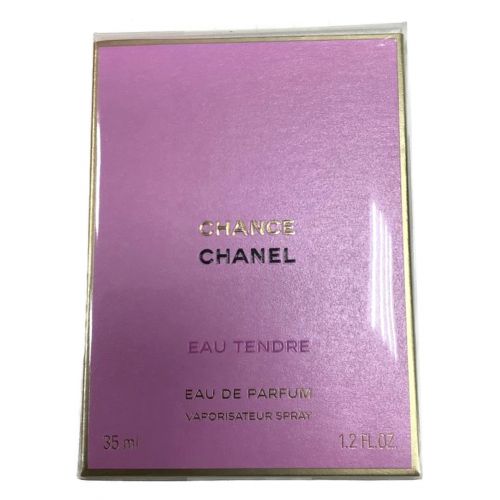 CHANCE
CHANEL
EAU TENDRE
EAU DE PARFUM
VAPORISATEUR SPRAY
35 ml 1.2 FL.OZ.